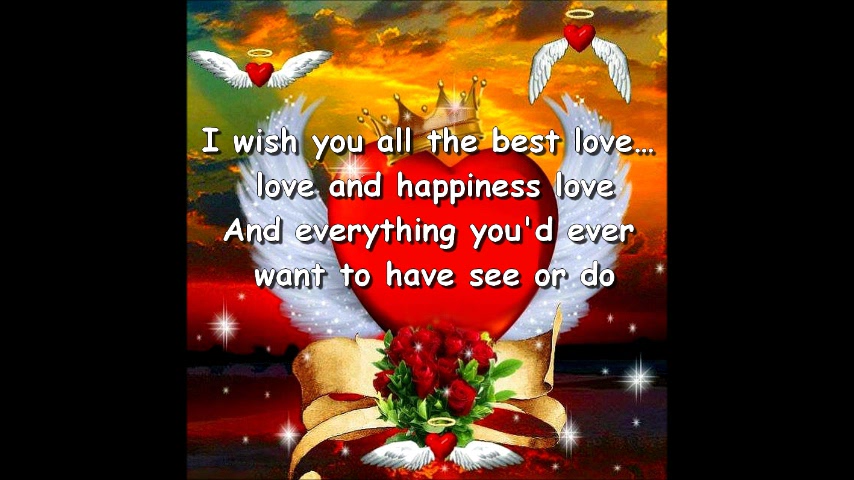 I wish you all the best love...
love and happiness love
And everything you'd ever
want to have see or do